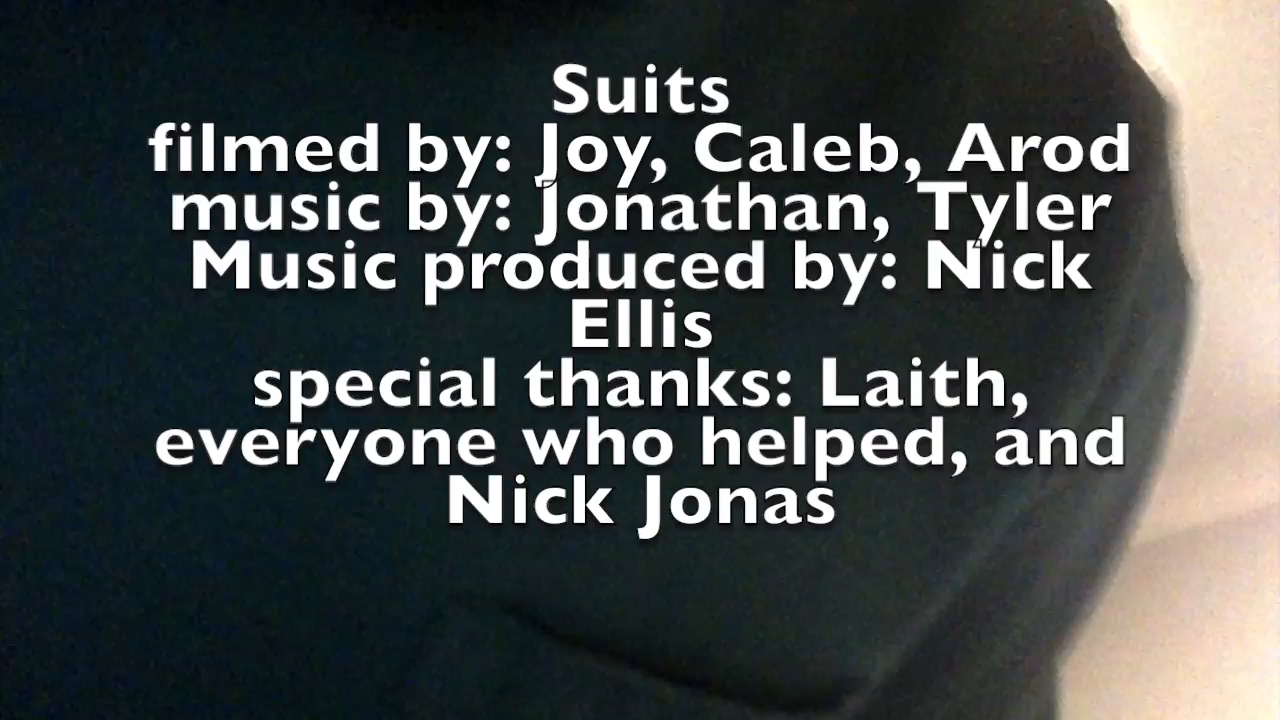 Suits
filmed by: Joy, Caleb, Arod
music by: Jonathan, Tyler
Music produced by: Nick
Ellis
special thanks: Laith,
everyone who helped, and
Nick Jonas